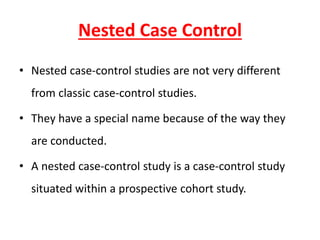 Nested Case Control
• Nested case-control studies are not very different
from classic case-control studies.
• They have a special name because of the way they
are conducted.
• A nested case-control study is a case-control study
situated within a prospective cohort study.